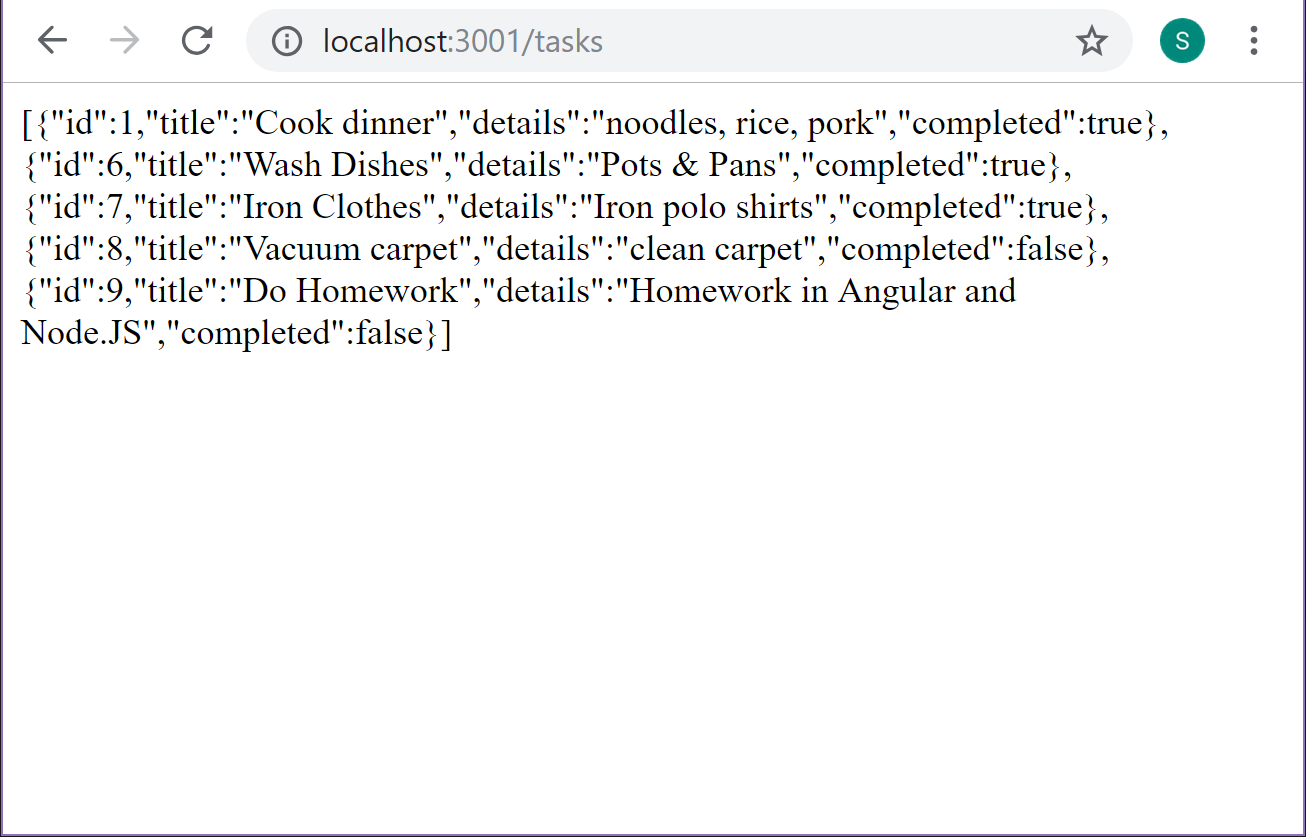 localhost:3001/tasks
S
[{"id":1,"title":"Cook dinner","details":"noodles, rice, pork","completed":true},
{"id":6,"title":"Wash Dishes","details":"Pots & Pans","completed":true},
{"id":7,"title":"Iron Clothes","details":"Iron polo shirts","completed":true},
{"id":8,"title":"Vacuum carpet","details":"clean carpet","completed":false},
{"id":9,"title":"Do Homework","details":"Homework in Angular and
Node.JS","completed":false}]